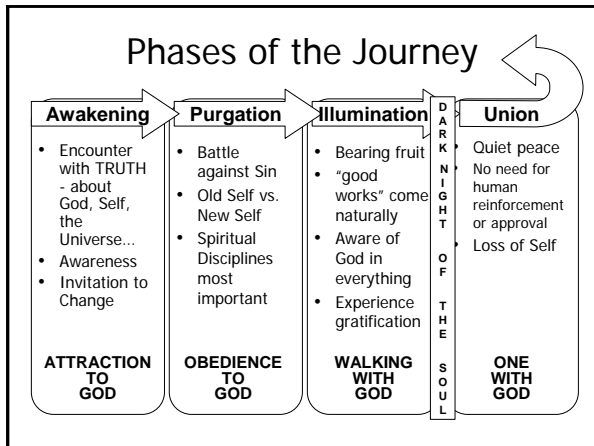 Phases of the Journey
Awakening
• Encounter
with TRUTH
- about
God, Self,
the
Universe...
• Awareness
• Invitation to
Change
ATTRACTION
TO
GOD
Purgation
• Battle
against Sin
• Old Self vs.
New Self
• Spiritual
Disciplines
most
important
OBEDIENCE
TO
GOD
Illumination
• Bearing fruit
• "good
works" come
naturally
• Aware of
God in
everything
• Experience
gratification
WALKING
WITH
GOD
DARK NIGHT OF THE SOUL
Union
• Quiet peace
• No need for
human
reinforcement
or approval
• Loss of Self
ONE
WITH
GOD